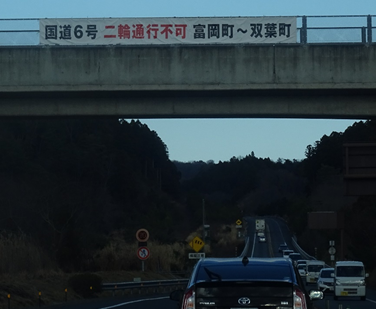 国道6号 二輪通行不可 富岡町～双葉町